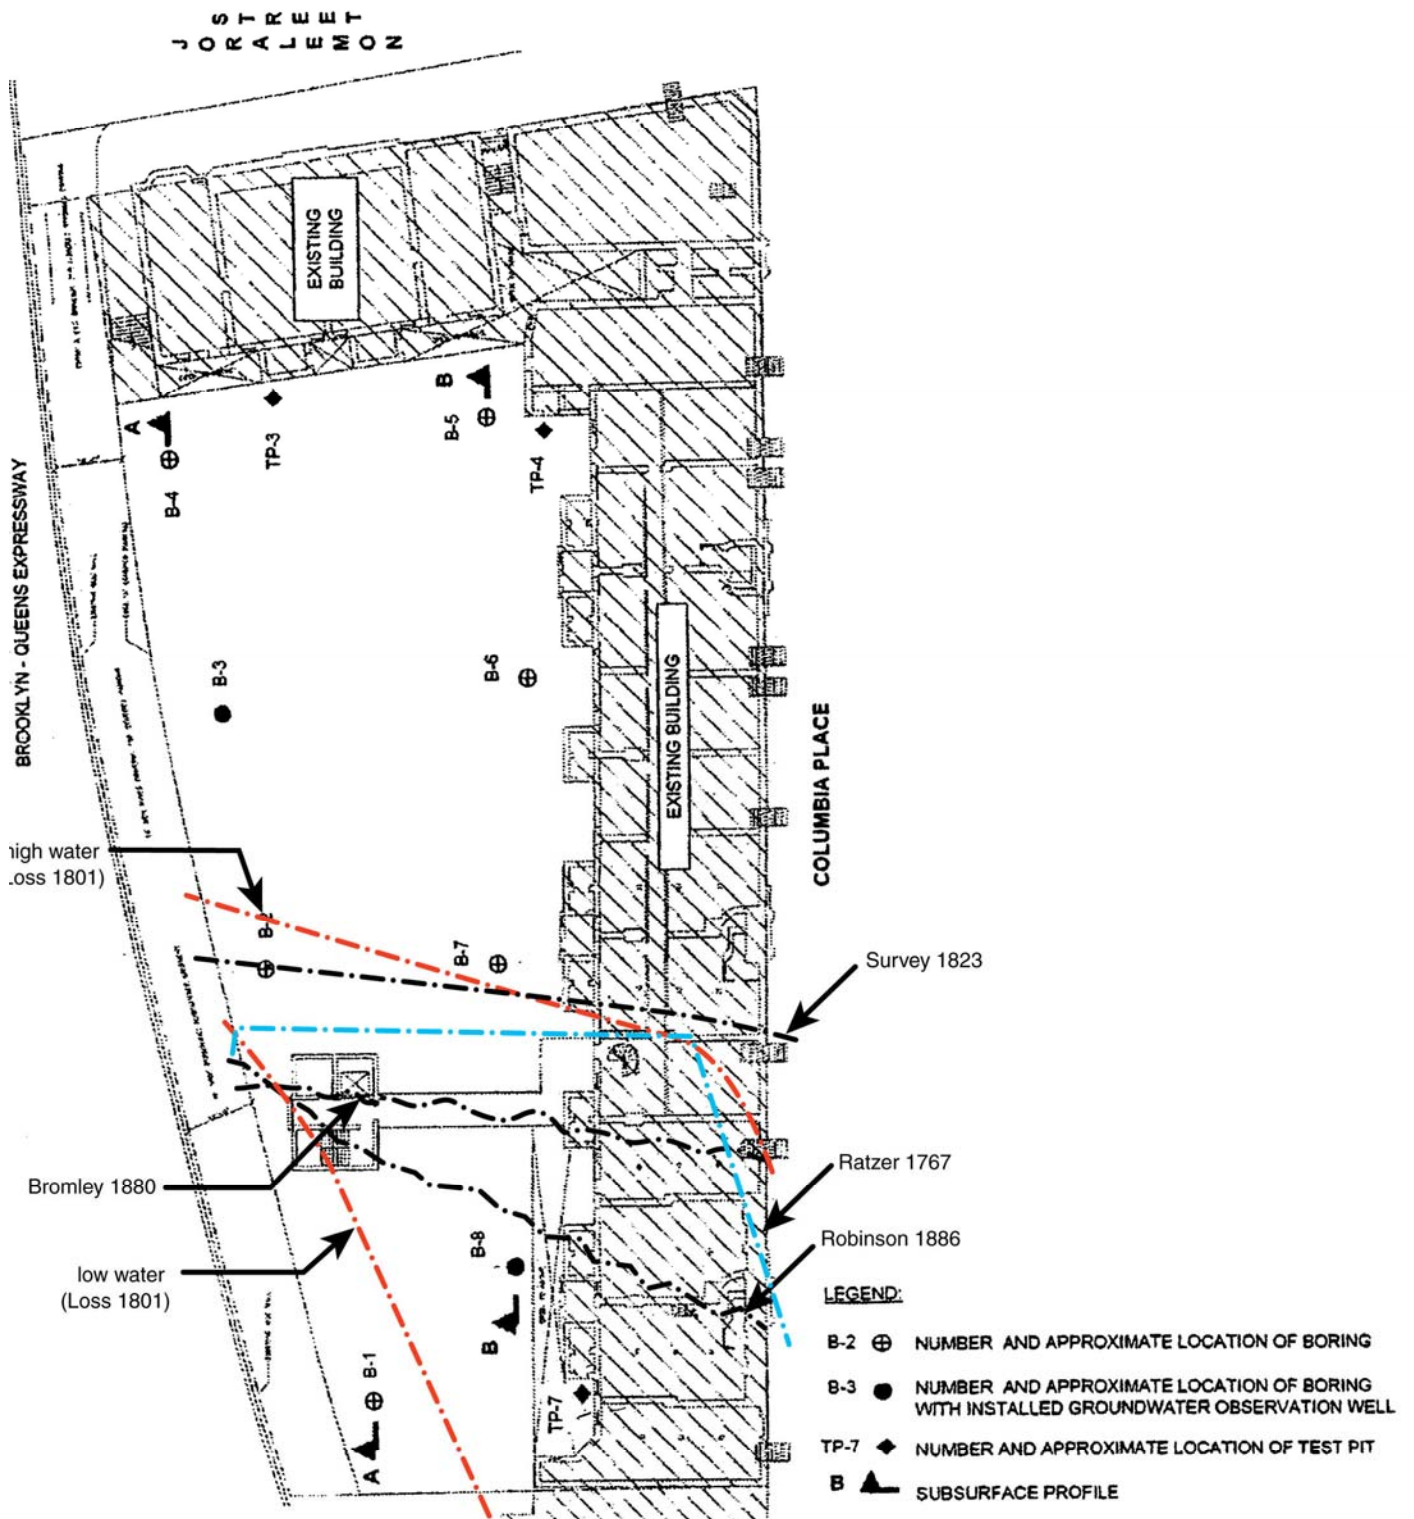 JORALEMON
STREET
EXISTING
BUILDING
BROOKLYN - QUEENS EXPRESSWAY
A
B
TP-3
B-5
TP-4
B-4
B-3
B-6
EXISTING BUILDING
COLUMBIA PLACE
high water
Loss 1801)
B-2
B-7
Survey 1823
Bromley 1880
Ratzer 1767
Robinson 1886
low water
(Loss 1801)
B-8
B
B-1
A
TP-7
LEGEND:
B-2 NUMBER AND APPROXIMATE LOCATION OF BORING
B-3 NUMBER AND APPROXIMATE LOCATION OF BORING
WITH INSTALLED GROUNDWATER OBSERVATION WELL
TP-7 NUMBER AND APPROXIMATE LOCATION OF TEST PIT
B SUBSURFACE PROFILE